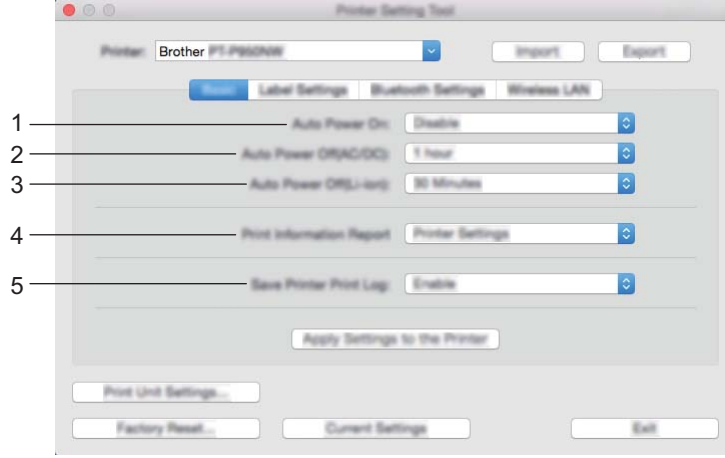 Printer Setting Tool
Printer: Brother PT-P950NW Import Export
Basic Label Settings Bluetooth Settings Wireless LAN
1 Auto Power On: Disable
2 Auto Power Off(AC/DC): 1 hour
3 Auto Power Off(Li-ion): 30 Minutes
4 Print Information Report Printer Settings
5 Save Printer Print Log: Enable
Apply Settings to the Printer
Print Unit Settings...
Factory Reset... Current Settings Exit